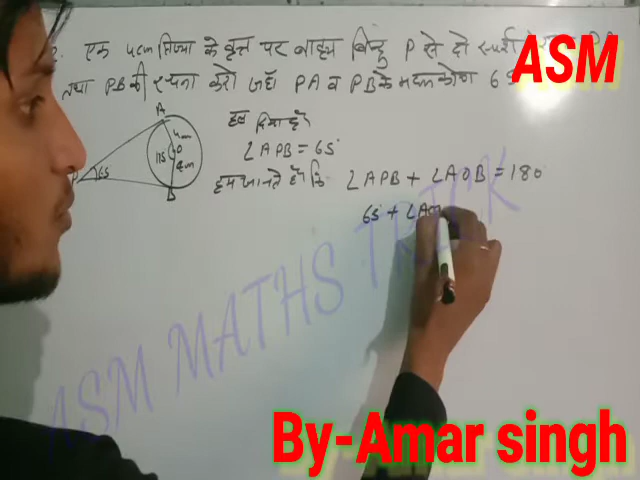 एक 4cm त्रिज्या के वृत्त पर बाह्य बिन्दु P से दो स्पर्श
ASM
तथा PB की रचना करो जहाँ PA व PB के मध्य कोण 65
A
4cm
O
115
4cm
P 65
B
हल दिया है
∠APB = 65°
हम जानते है कि ∠APB + ∠AOB = 180
65 + ∠AO
ASM MATHS TRICK
By-Amar singh